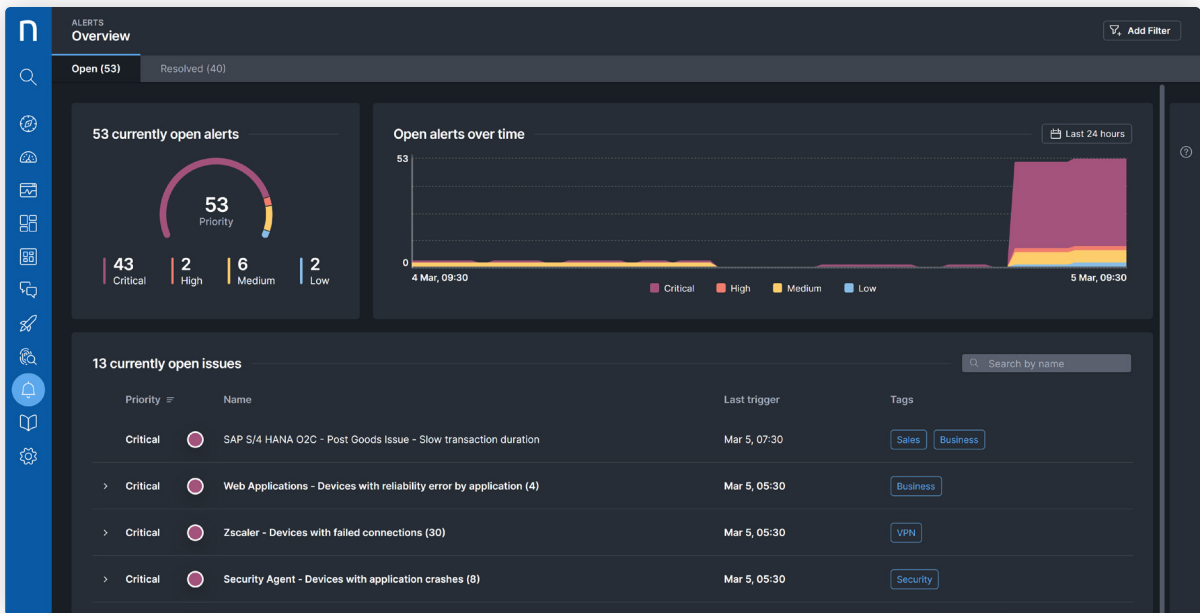 n
ALERTS
Overview
Add Filter
Open (53)
Resolved (40)
53 currently open alerts
53
Priority
43
Critical
2
High
6
Medium
2
Low
Open alerts over time
Last 24 hours
53
0
4 Mar, 09:30
5 Mar, 09:30
Critical
High
Medium
Low
13 currently open issues
Search by name
Priority
Name
Last trigger
Tags
Critical SAP S/4 HANA O2C - Post Goods Issue - Slow transaction duration Mar 5, 07:30 Sales Business
Critical Web Applications - Devices with reliability error by application (4) Mar 5, 05:30 Business
Critical Zscaler - Devices with failed connections (30) Mar 5, 05:30 VPN
Critical Security Agent - Devices with application crashes (8) Mar 5, 05:30 Security